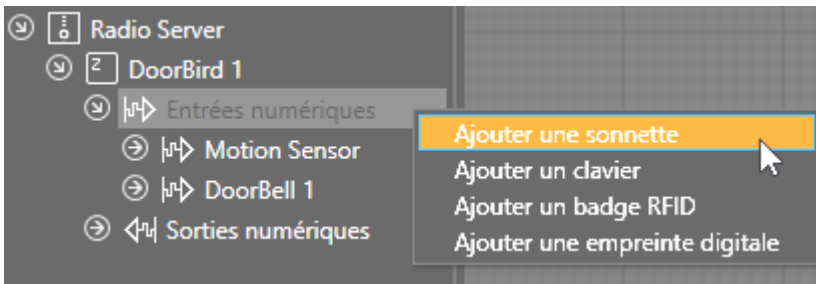 Radio Server
Z DoorBird 1
Entrées numériques
Motion Sensor
DoorBell 1
Sorties numériques
Ajouter une sonnette
Ajouter un clavier
Ajouter un badge RFID
Ajouter une empreinte digitale